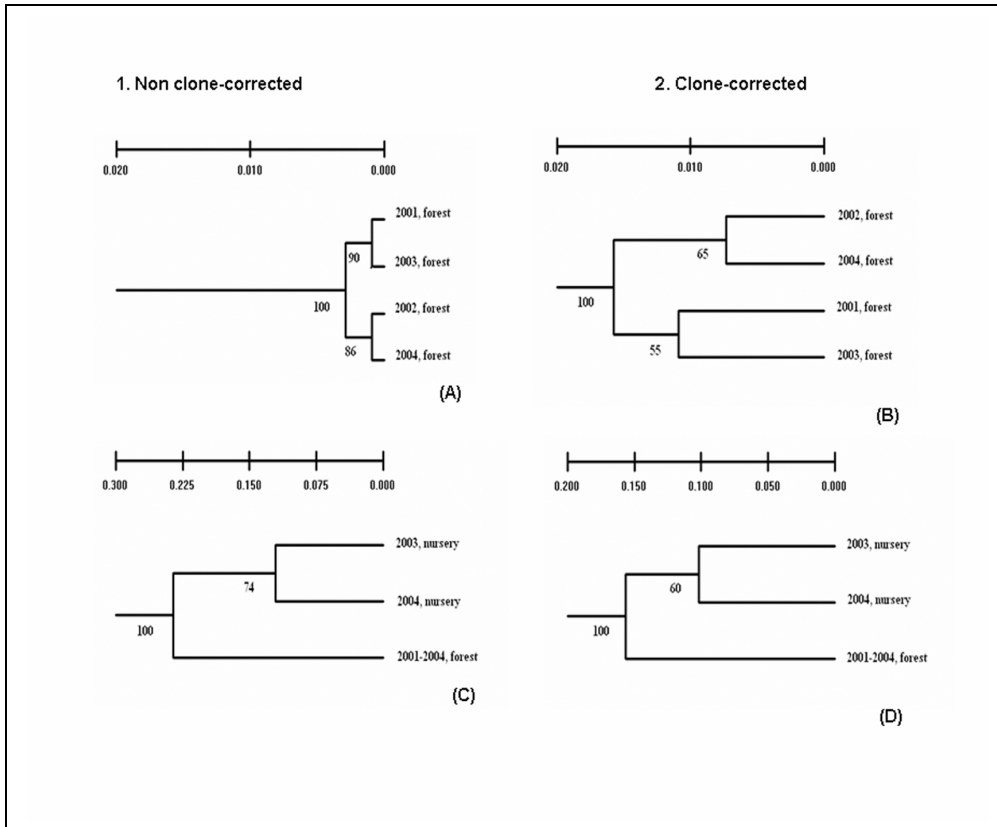 1. Non clone-corrected
2. Clone-corrected
0.020 0.010 0.000
2001, forest
90
2003, forest
100
2002, forest
86
2004, forest
(A)
0.020 0.010 0.000
2002, forest
65
2004, forest
100
2001, forest
55
2003, forest
(B)
0.300 0.225 0.150 0.075 0.000
2003, nursery
74
2004, nursery
100
2001-2004, forest
(C)
0.200 0.150 0.100 0.050 0.000
2003, nursery
60
2004, nursery
100
2001-2004, forest
(D)